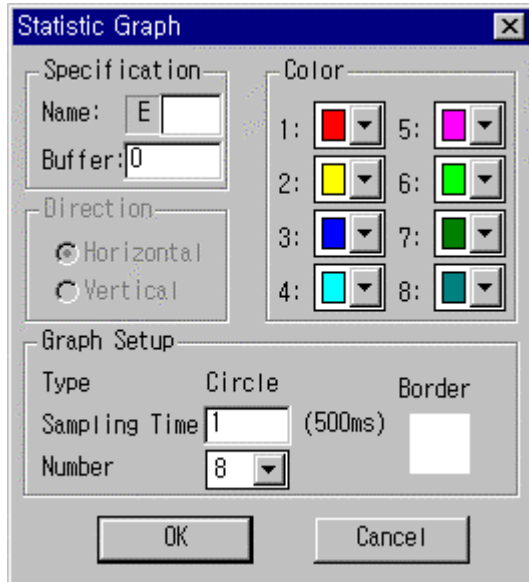 Statistic Graph
Specification
Name: E
Buffer: 0
Direction
Horizontal
Vertical
Color
1: 5:
2: 6:
3: 7:
4: 8:
Graph Setup
Type Circle
Border
Sampling Time 1 (500ms)
Number 8
OK Cancel